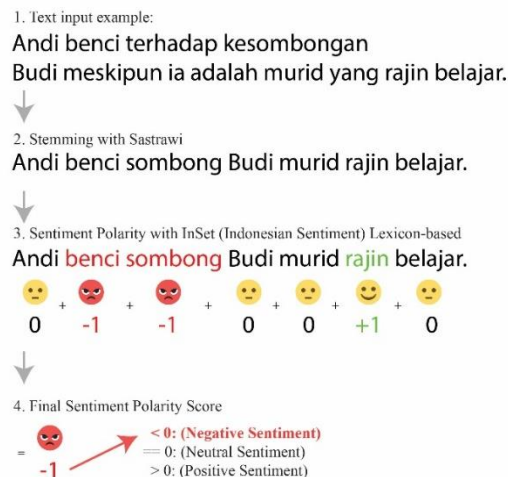 1. Text input example:
Andi benci terhadap kesombongan
Budi meskipun ia adalah murid yang rajin belajar.
2. Stemming with Sastrawi
Andi benci sombong Budi murid rajin belajar.
3. Sentiment Polarity with InSet (Indonesian Sentiment) Lexicon-based
Andi benci sombong Budi murid rajin belajar.
+ + + + + +
0 -1 -1 0 0 +1 0
4. Final Sentiment Polarity Score
< 0: (Negative Sentiment)
= == 0: (Neutral Sentiment)
-1 > 0: (Positive Sentiment)